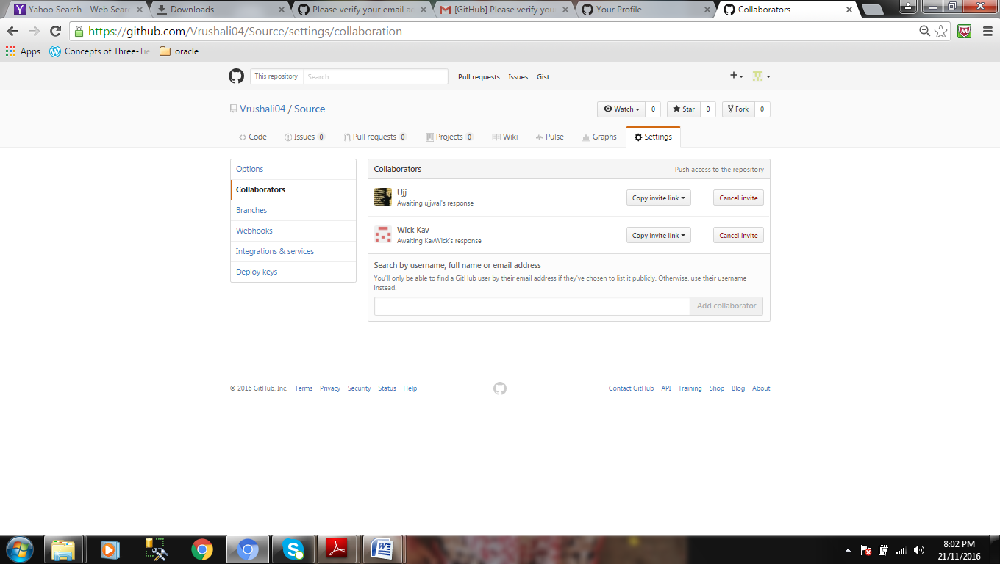 Yahoo Search - Web Sear
Downloads
Please verify your email ad
[GitHub] Please verify you
Your Profile
Collaborators
https://github.com/Vrushali04/Source/settings/collaboration
Apps
Concepts of Three-Tie
oracle
This repository
Search
Pull requests
Issues
Gist
Vrushali04 / Source
Watch 0
Star 0
Fork 0
Code
Issues 0
Pull requests 0
Projects 0
Wiki
Pulse
Graphs
Settings
Options
Collaborators
Branches
Webhooks
Integrations & services
Deploy keys
Collaborators
Push access to the repository
Ujj
Awaiting ujjwal's response
Copy invite link
Cancel invite
Wick Kav
Awaiting KavWick's response
Copy invite link
Cancel invite
Search by username, full name or email address
You'll only be able to find a GitHub user by their email address if they've chosen to list it publicly. Otherwise, use their username
instead.
Add collaborator
© 2016 GitHub, Inc.
Terms
Privacy
Security
Status
Help
Contact GitHub
API
Training
Shop
Blog
About
8:02 PM
21/11/2016